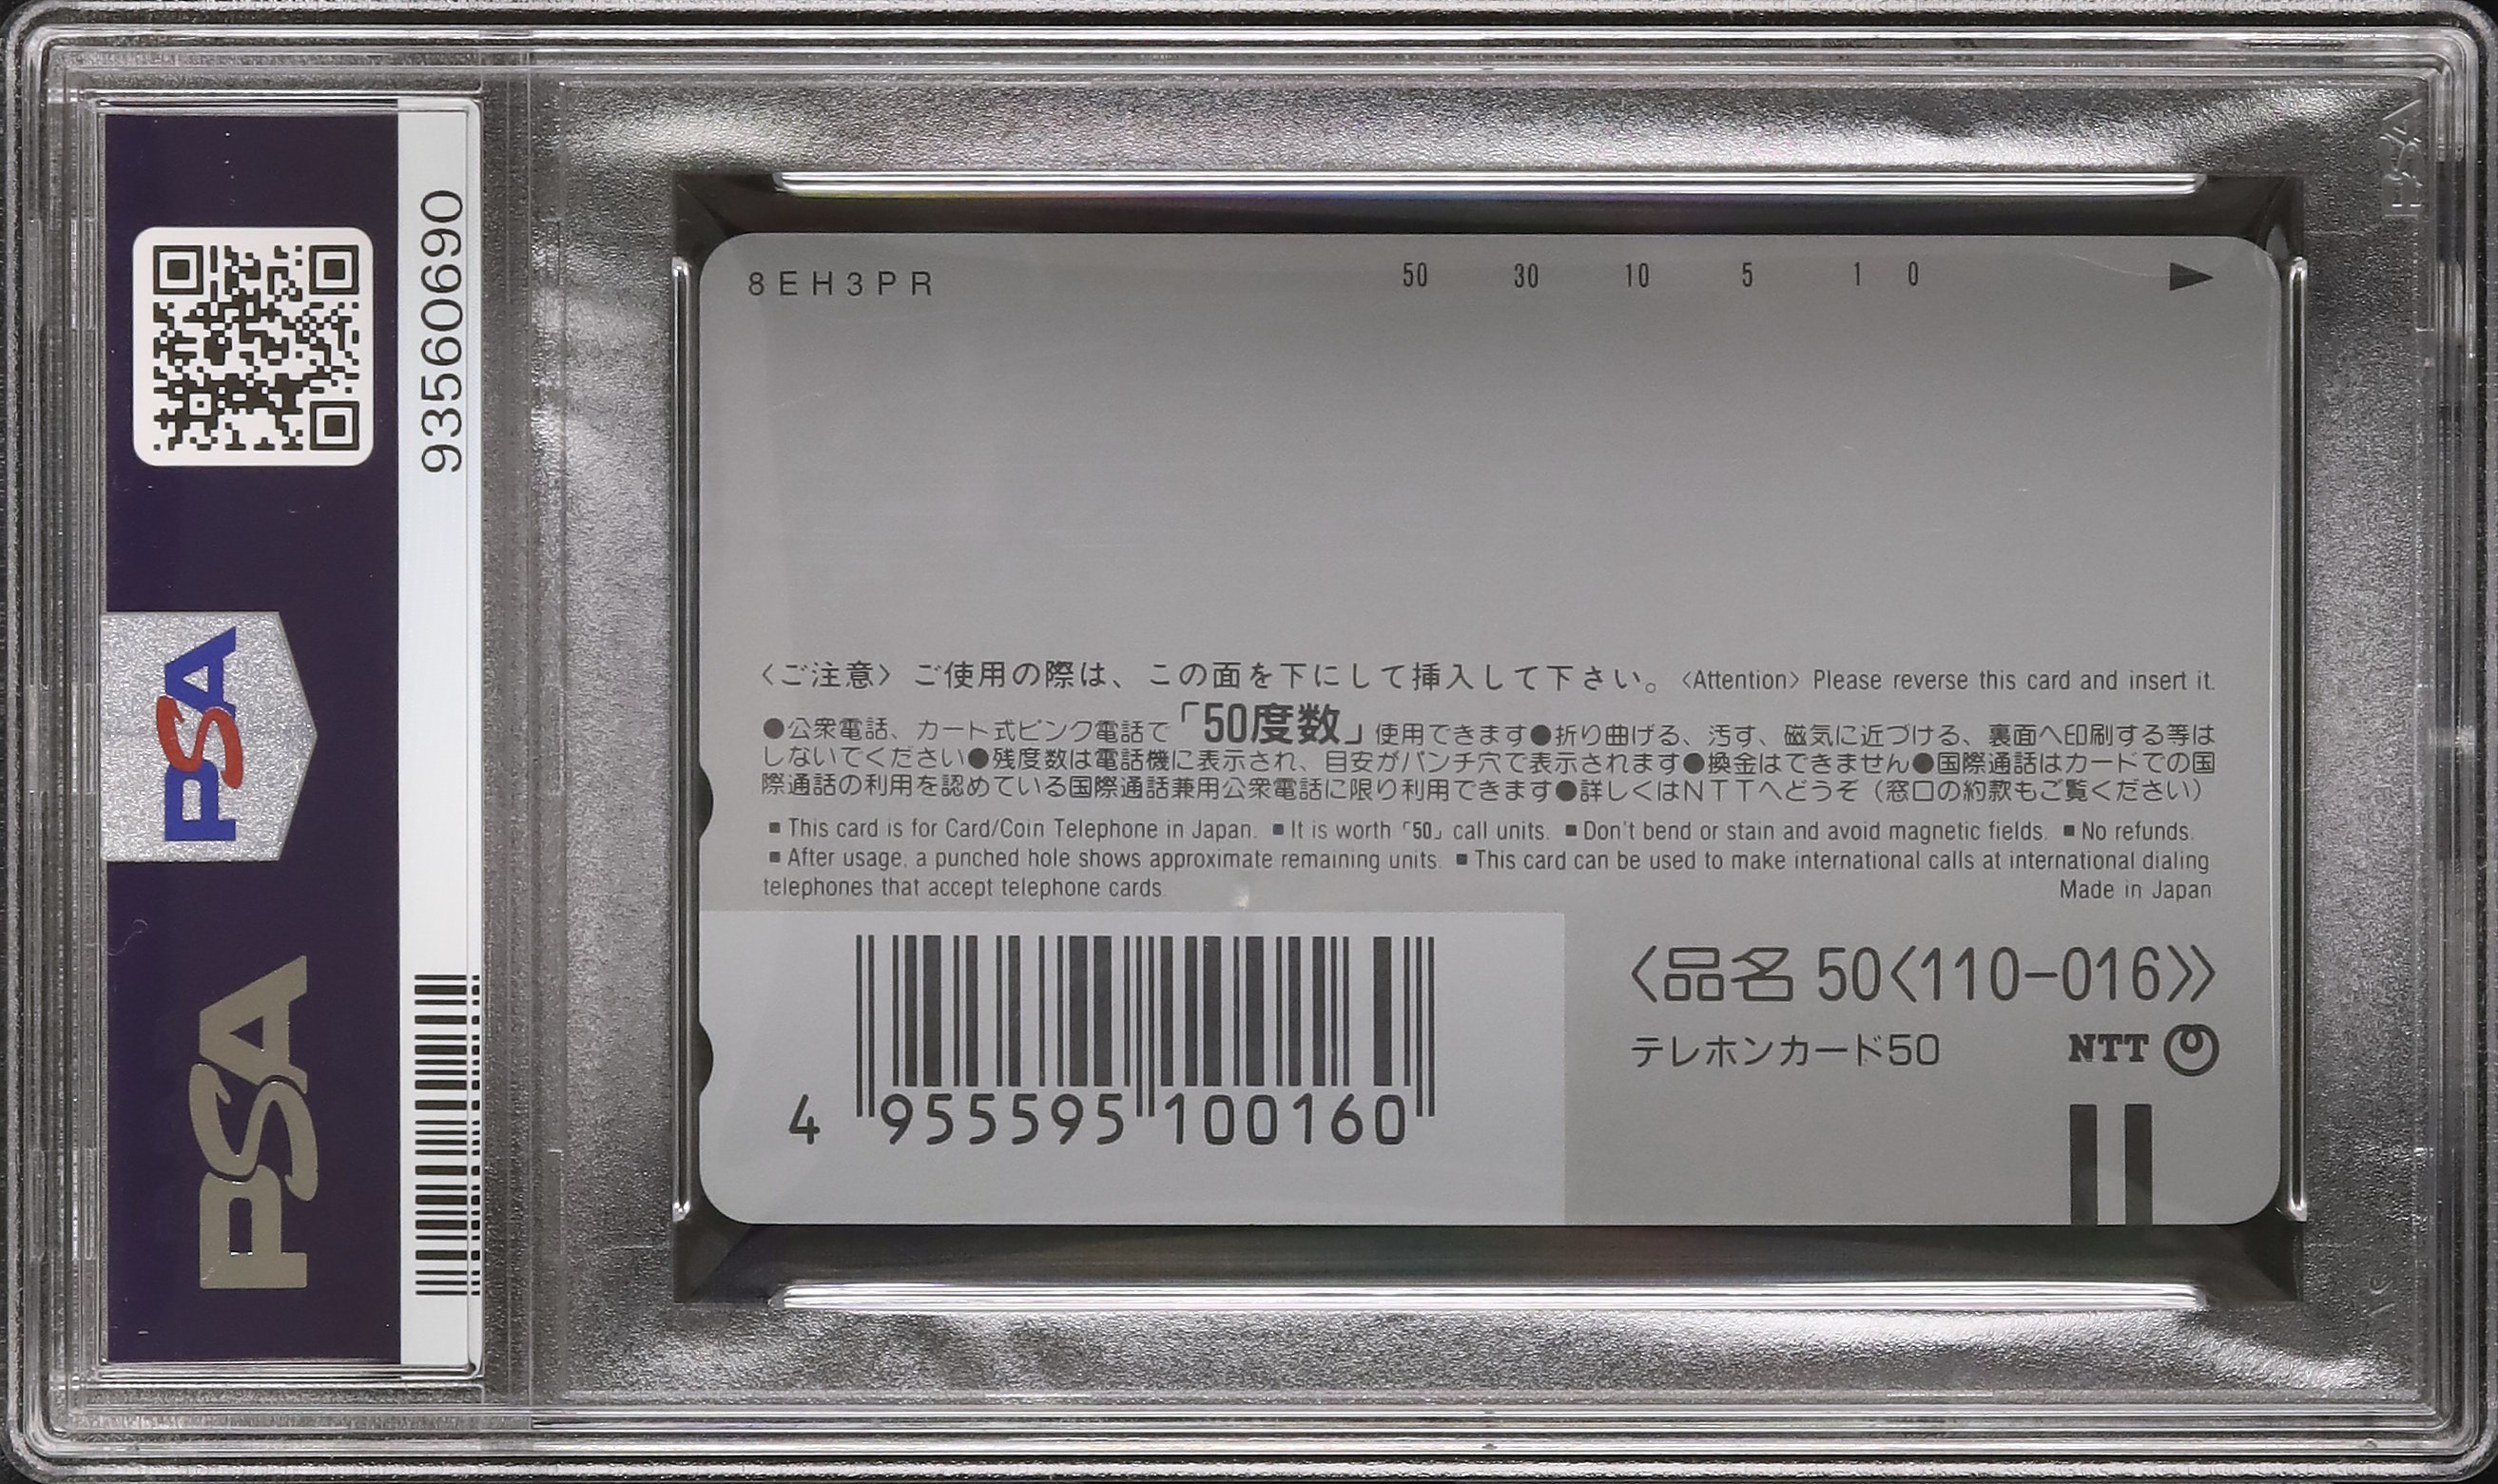 93560690
PSA
PSA
8EH3PR
50 30 10 5 1 0
〈ご注意〉 ご使用の際は、この面を下にして挿入して下さい。 〈Attention〉 Please reverse this card and insert it.
●公衆電話、カード式ピンク電話で「50度数」使用できます●折り曲げる、汚す、磁気に近づける、裏面へ印刷する等は
しないでください●残度数は電話機に表示され、目安がパンチ穴で表示されます●換金はできません●国際通話はカードでの国
際通話の利用を認めている国際通話兼用公衆電話に限り利用できます●詳しくはNTTへどうぞ（窓口の約款もご覧ください）
■ This card is for Card/Coin Telephone in Japan. ■ It is worth「50」call units. ■ Don't bend or stain and avoid magnetic fields. ■ No refunds.
■ After usage, a punched hole shows approximate remaining units. ■ This card can be used to make international calls at international dialing
telephones that accept telephone cards. Made in Japan
〈品名 50〈110-016〉〉
テレホンカード50 NTT
4 955595 100160
PSA